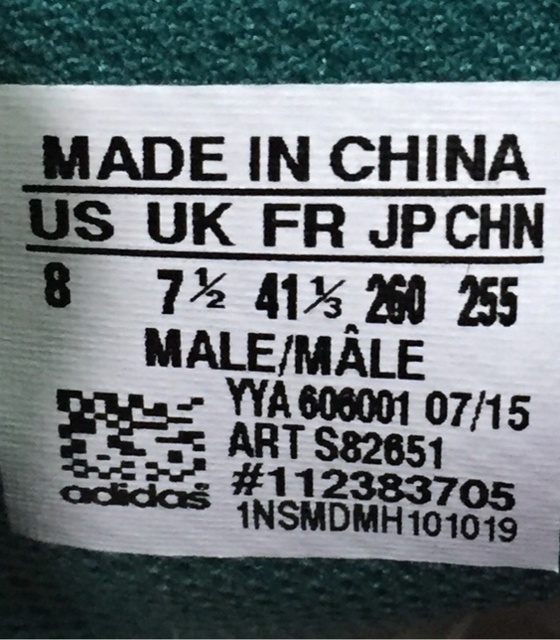 MADE IN CHINA
US UK FR JP CHN
8 7½ 41⅓ 260 255
MALE/MÂLE
YYA 606001 07/15
ART S82651
#112383705
1NSMDMH101019
adidas